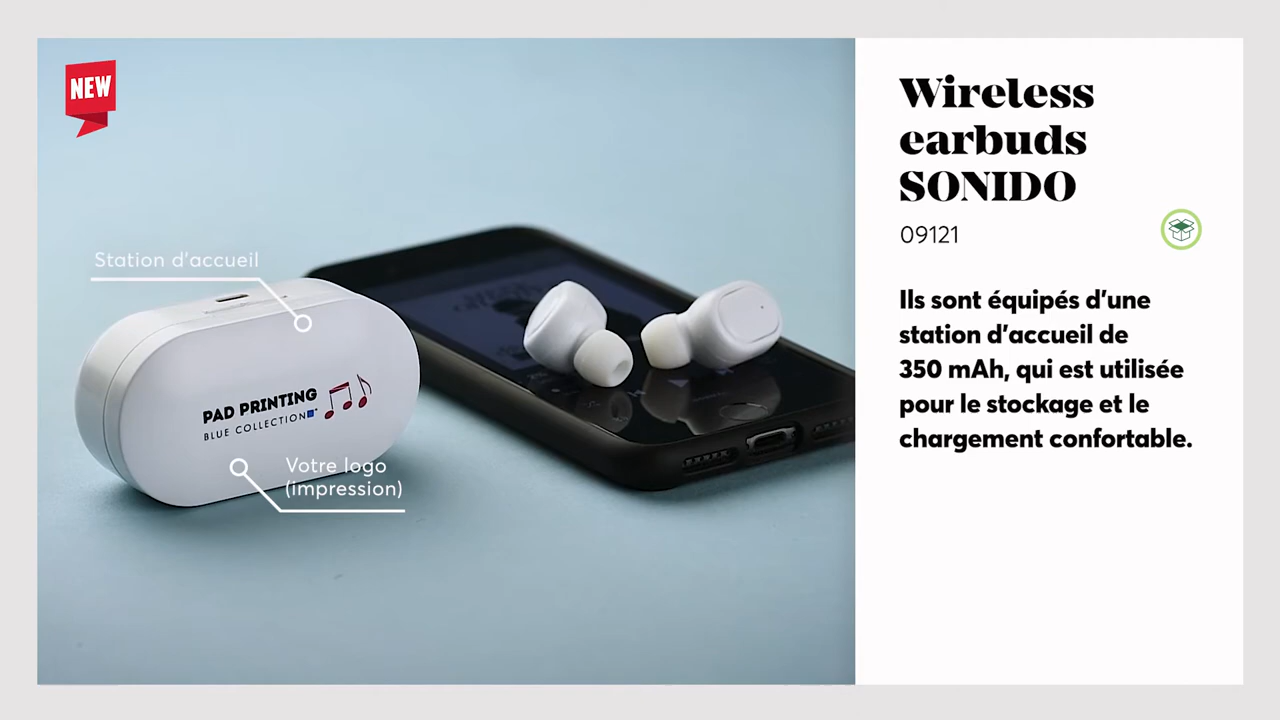 NEW
Station d'accueil
PAD PRINTING
BLUE COLLECTION
Votre logo
(impression)
Wireless
earbuds
SONIDO
09121
Ils sont équipés d'une
station d'accueil de
350 mAh, qui est utilisée
pour le stockage et le
chargement confortable.